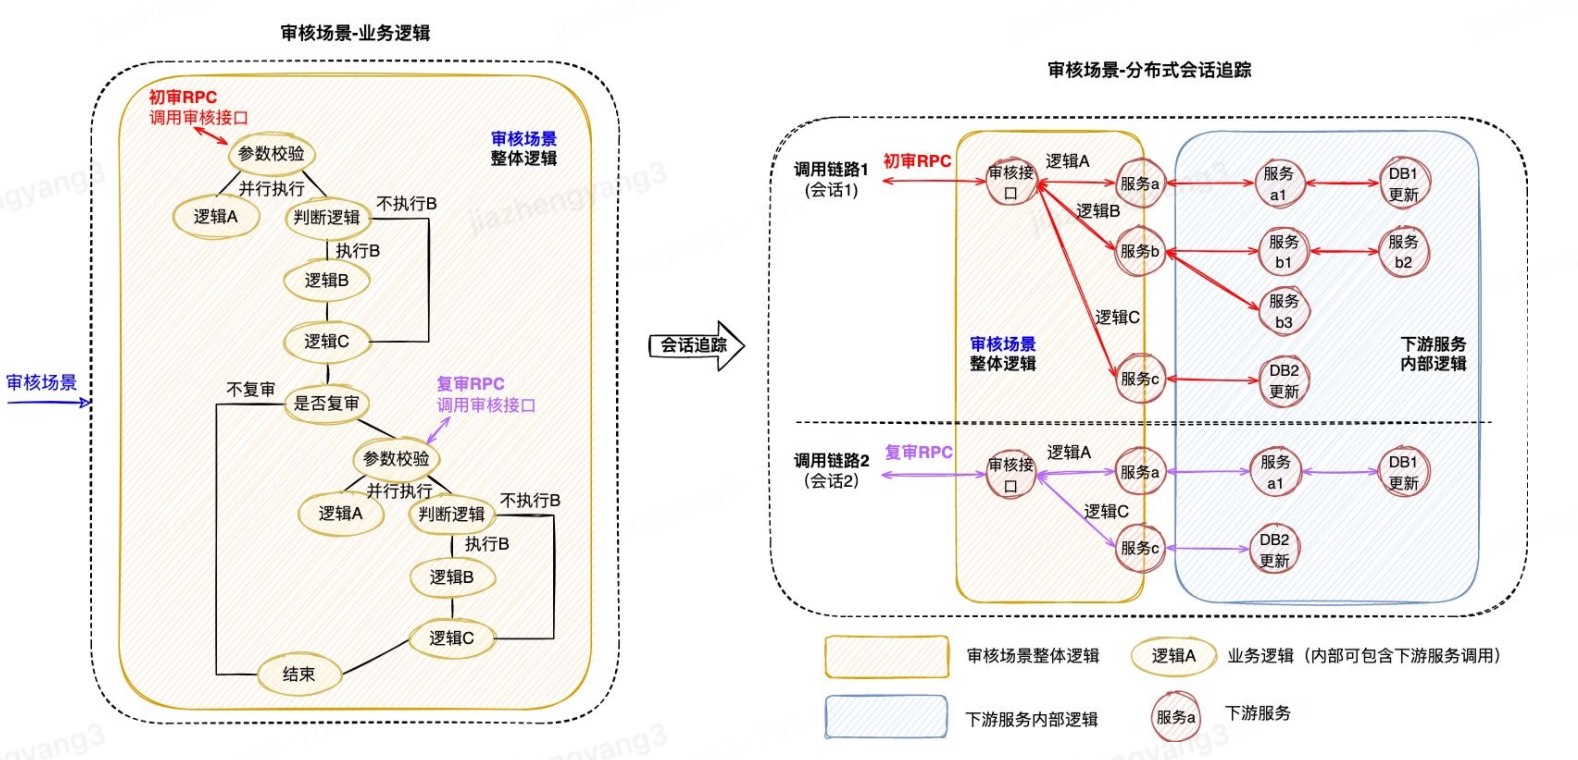 审核场景-业务逻辑
初审RPC
调用审核接口
审核场景
整体逻辑
参数校验
并行执行
逻辑A
判断逻辑
不执行B
执行B
逻辑B
逻辑C
审核场景
不复审
是否复审
复审RPC
调用审核接口
参数校验
并行执行
不执行B
逻辑A
判断逻辑
执行B
逻辑B
逻辑C
结束
会话追踪
审核场景-分布式会话追踪
调用链路1
(会话1)
初审RPC
审核接
口
逻辑A
服务a
服务
a1
DB1
更新
逻辑B
服务b
服务
b1
服务
b2
服务
b3
逻辑C
审核场景
整体逻辑
下游服务
内部逻辑
服务c
DB2
更新
调用链路2
(会话2)
复审RPC
审核接
口
逻辑A
服务a
服务
a1
DB1
更新
逻辑C
服务c
DB2
更新
审核场景整体逻辑
逻辑A
业务逻辑（内部可包含下游服务调用）
下游服务内部逻辑
服务a
下游服务
jiazhengyang3